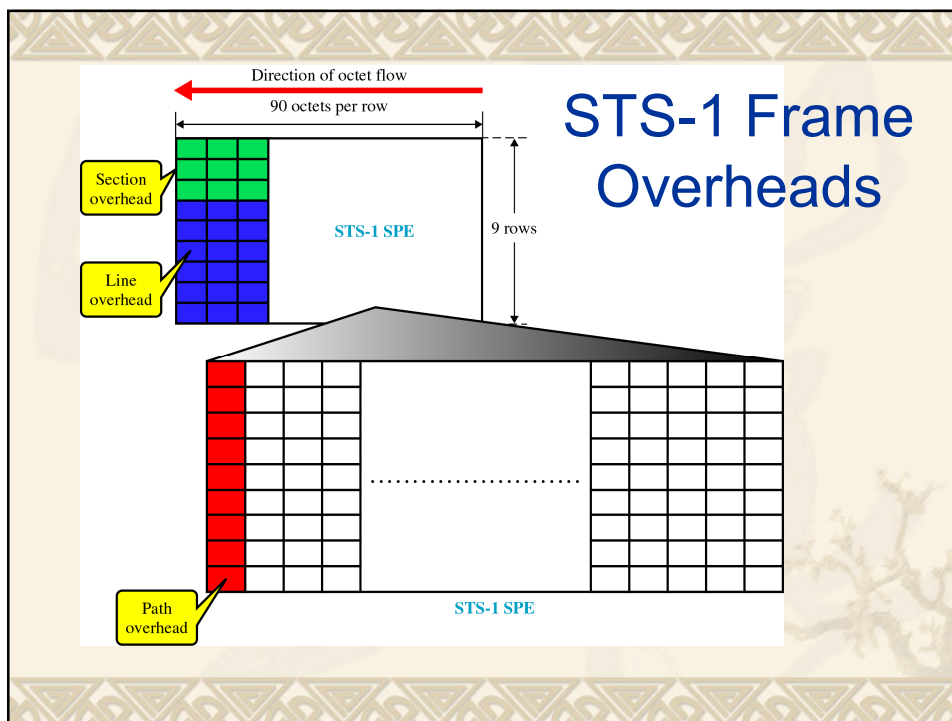 Direction of octet flow
90 octets per row
STS-1 Frame
Overheads
Section
overhead
STS-1 SPE
9 rows
Line
overhead
Path
overhead
STS-1 SPE